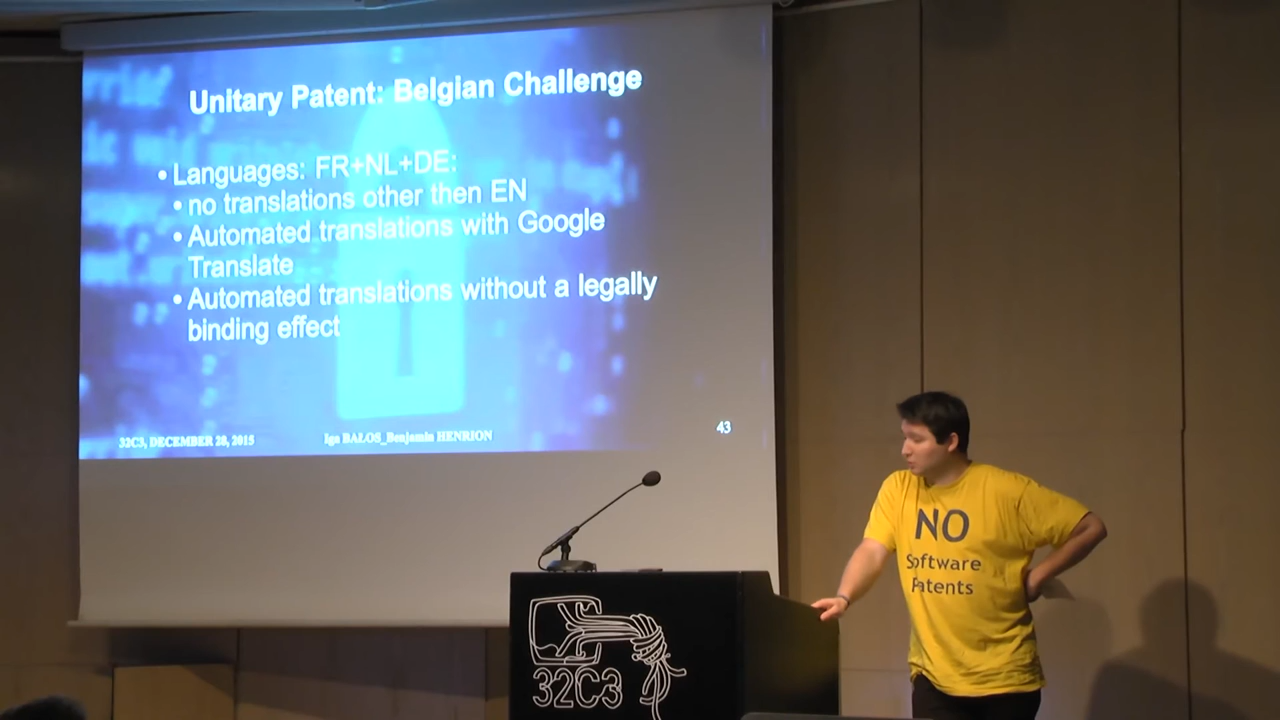 Unitary Patent: Belgian Challenge
• Languages: FR+NL+DE:
• no translations other then EN
• Automated translations with Google
Translate
• Automated translations without a legally
binding effect
32C3, DECEMBER 28, 2015
Iga BAŁOS_Benjamin HENRION
43
NO
Software
Patents
32C3